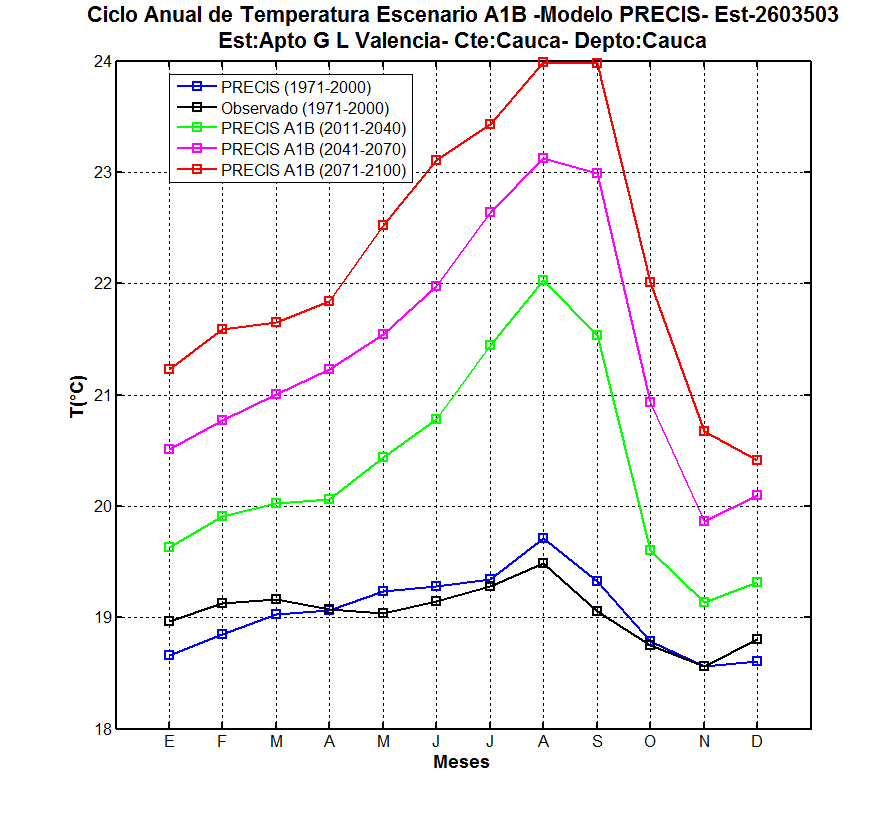 Ciclo Anual de Temperatura Escenario A1B -Modelo PRECIS- Est-2603503
Est:Apto G L Valencia- Cte:Cauca- Depto:Cauca
PRECIS (1971-2000)
Observado (1971-2000)
PRECIS A1B (2011-2040)
PRECIS A1B (2041-2070)
PRECIS A1B (2071-2100)
T(°C)
24
23
22
21
20
19
18
E F M A M J J A S O N D
Meses